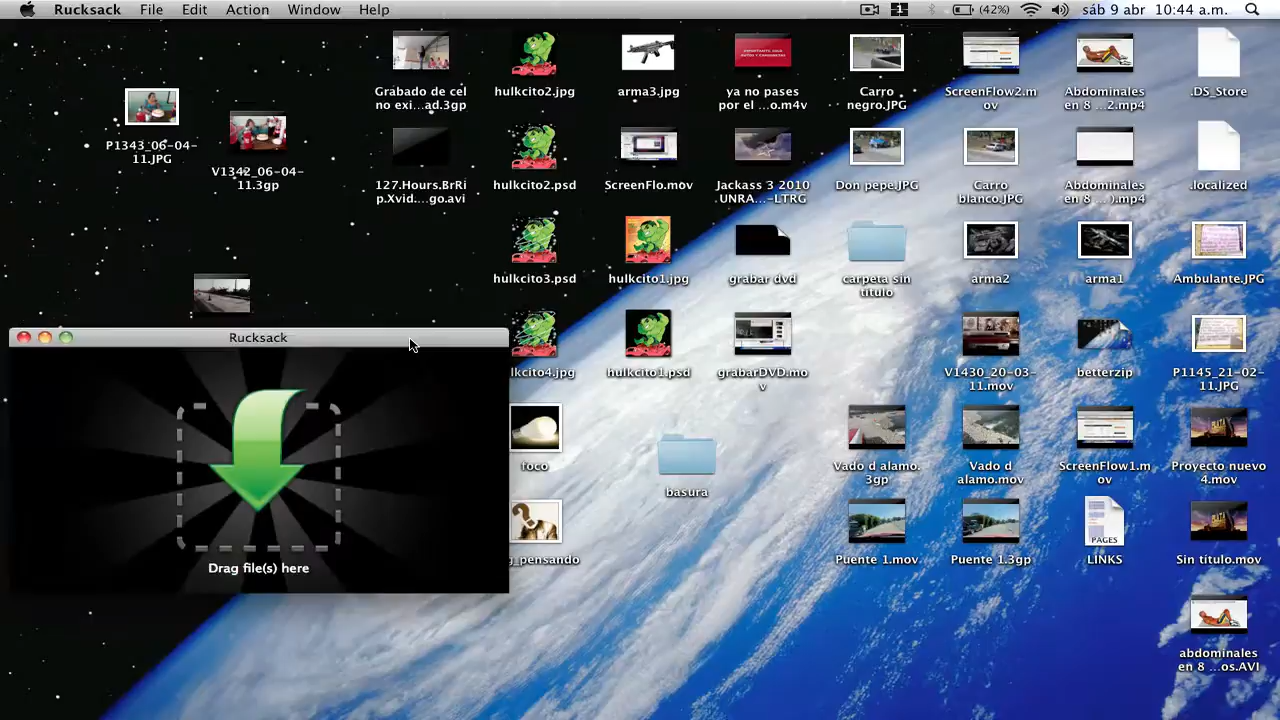 Rucksack File Edit Action Window Help 1 (42%) sáb 9 abr 10:44 a.m.
P1343_06-04-
11.JPG
V1342_06-04-
11.3gp
Grabado de cel
no exi...ad.3gp
hulkcito2.jpg
arma3.jpg
ya no pases
por el ...o.m4v
Carro
negro.JPG
ScreenFlow2.m
ov
Abdominales
en 8 ...2.mp4
.DS_Store
127.Hours.BrRi
p.Xvid...go.avi
hulkcito2.psd
ScreenFlo.mov
Jackass 3 2010
.UNRA...-LTRG
Don pepe.JPG
Carro
blanco.JPG
Abdominales
en 8 ...).mp4
.localized
hulkcito3.psd
hulkcito1.jpg
grabar dvd
carpeta sin
título
arma2
arma1
Ambulante.JPG
Rucksack
Drag file(s) here
lkcito4.jpg
hulkcito1.psd
grabarDVD.mo
v
V1430_20-03-
11.mov
betterzip
P1145_21-02-
11.JPG
foco
basura
Vado d alamo.
3gp
Vado d
alamo.mov
ScreenFlow1.m
ov
Proyecto nuevo
4.mov
g_pensando
Puente 1.mov
Puente 1.3gp
PAGES
LINKS
Sin titulo.mov
abdominales
en 8 ...os.AVI